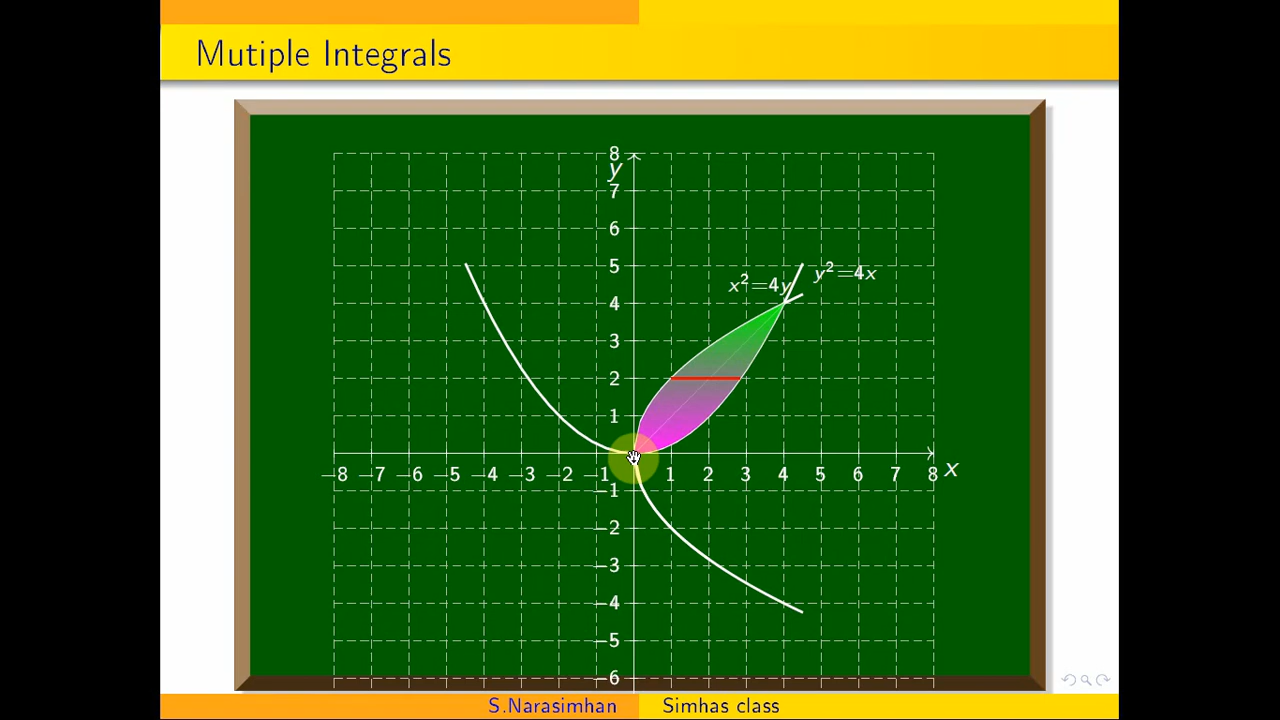 Mutiple Integrals
8
y
7
6
5
x²=4y y²=4x
4
3
2
1
−8 −7 −6 −5 −4 −3 −2 −1 1 2 3 4 5 6 7 8 x
−1
−2
−3
−4
−5
−6
S.Narasimhan Simhas class